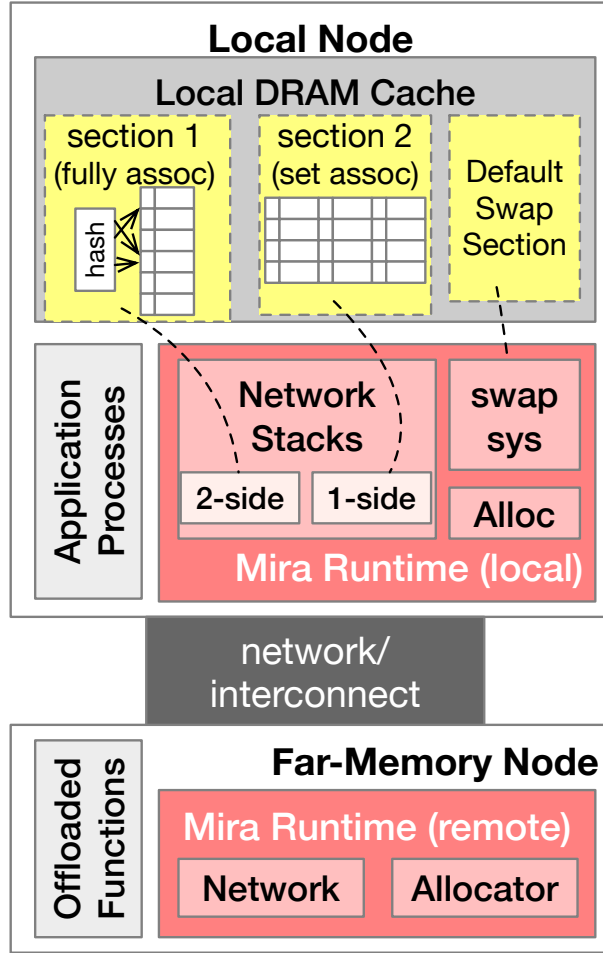 Local Node
Local DRAM Cache
section 1
(fully assoc)
hash
section 2
(set assoc)
Default
Swap
Section
Application
Processes
Network
Stacks
2-side
1-side
swap
sys
Alloc
Mira Runtime (local)
network/
interconnect
Far-Memory Node
Offloaded
Functions
Mira Runtime (remote)
Network
Allocator